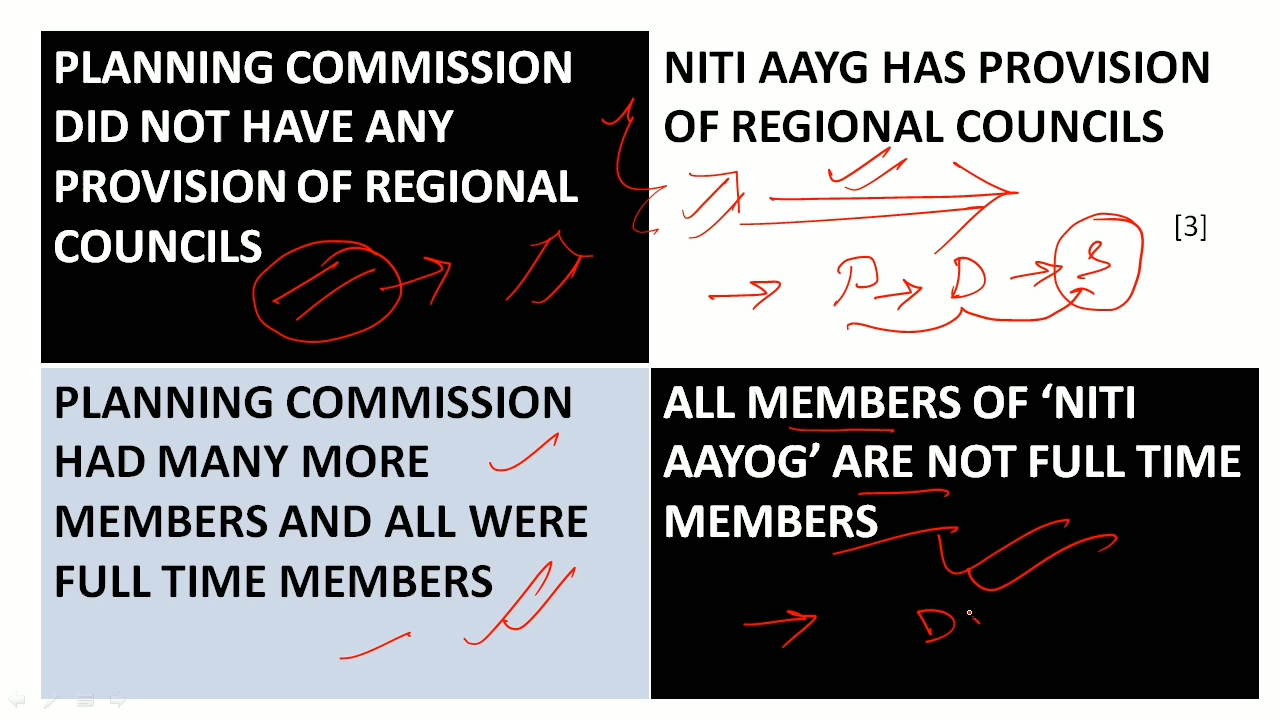 PLANNING COMMISSION
DID NOT HAVE ANY
PROVISION OF REGIONAL
COUNCILS
NITI AAYG HAS PROVISION
OF REGIONAL COUNCILS
[3]
P D S
PLANNING COMMISSION
HAD MANY MORE
MEMBERS AND ALL WERE
FULL TIME MEMBERS
ALL MEMBERS OF ‘NITI
AAYOG’ ARE NOT FULL TIME
MEMBERS
D